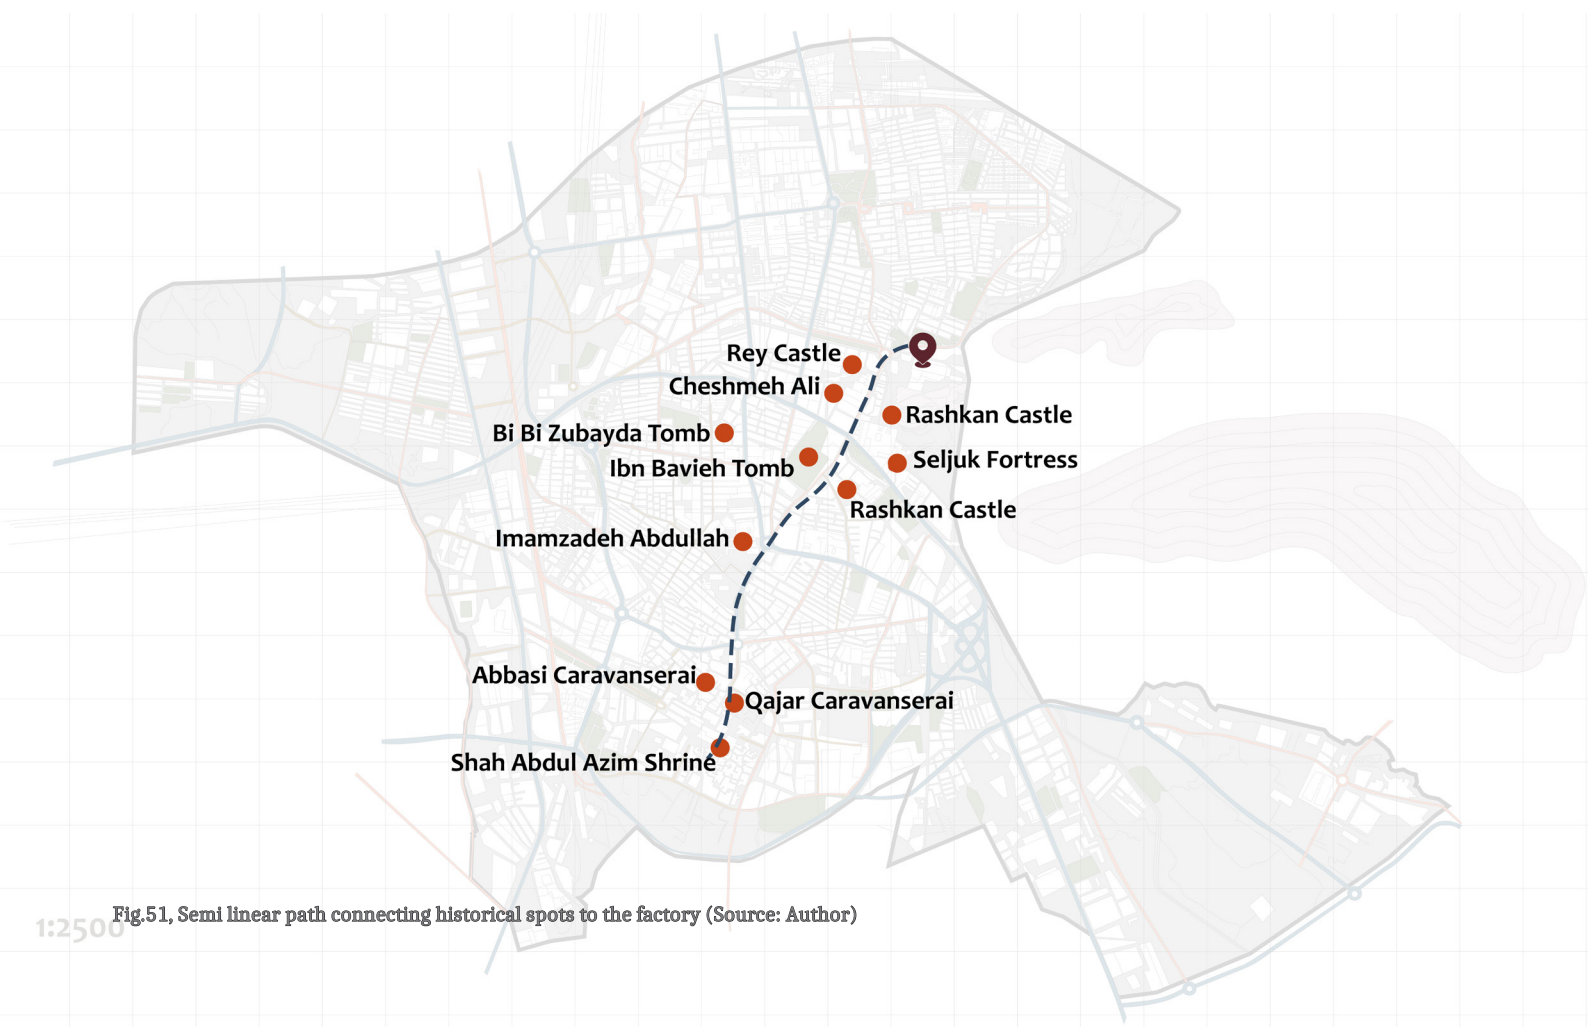 Rey Castle
Cheshmeh Ali
Rashkan Castle
Bi Bi Zubayda Tomb
Seljuk Fortress
Ibn Bavieh Tomb
Rashkan Castle
Imamzadeh Abdullah
Abbasi Caravanserai
Qajar Caravanserai
Shah Abdul Azim Shrine
Fig.51, Semi linear path connecting historical spots to the factory (Source: Author)
1:2500